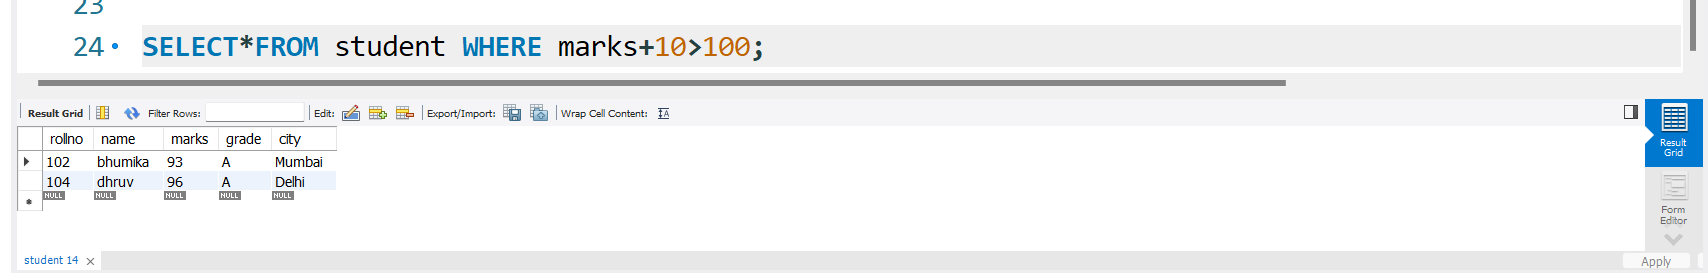 23
24 SELECT*FROM student WHERE marks+10>100;
Result Grid Filter Rows: Edit: Export/Import: Wrap Cell Content: IA
rollno name marks grade city
102 bhumika 93 A Mumbai
104 dhruv 96 A Delhi
NULL NULL NULL NULL NULL
Result
Grid
Form
Editor
student 14 ×
Apply